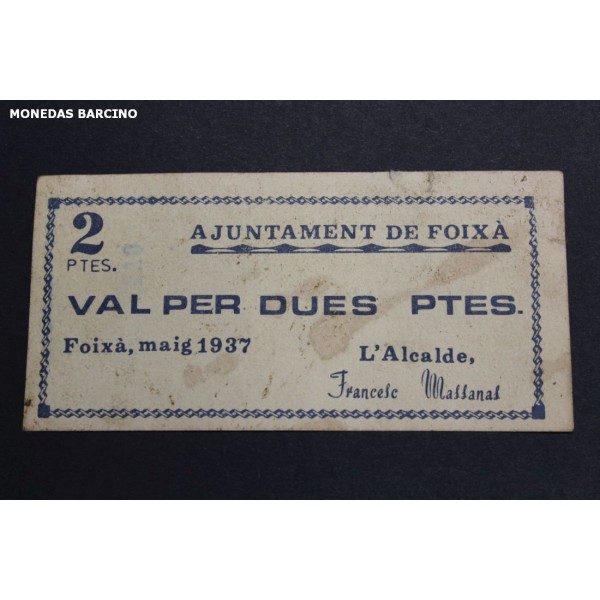 MONEDAS BARCINO
2
PTES.
AJUNTAMENT DE FOIXÀ
VAL PER DUES PTES.
Foixà, maig 1937
L'Alcalde,
Francesc Massanas